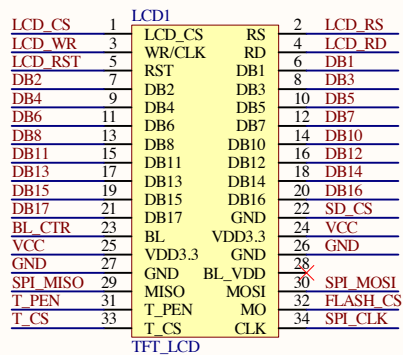 LCD1
LCD_CS 1 LCD_CS RS 2 LCD_RS
LCD_WR 3 WR/CLK RD 4 LCD_RD
LCD_RST 5 RST DB1 6 DB1
DB2 7 DB2 DB3 8 DB3
DB4 9 DB4 DB5 10 DB5
DB6 11 DB6 DB7 12 DB7
DB8 13 DB8 DB10 14 DB10
DB11 15 DB11 DB12 16 DB12
DB13 17 DB13 DB14 18 DB14
DB15 19 DB15 DB16 20 DB16
DB17 21 DB17 GND 22 SD_CS
BL_CTR 23 BL VDD3.3 24 VCC
VCC 25 VDD3.3 GND 26 GND
GND 27 GND BL_VDD 28
SPI_MISO 29 MISO MOSI 30 SPI_MOSI
T_PEN 31 T_PEN MO 32 FLASH_CS
T_CS 33 T_CS CLK 34 SPI_CLK
TFT_LCD